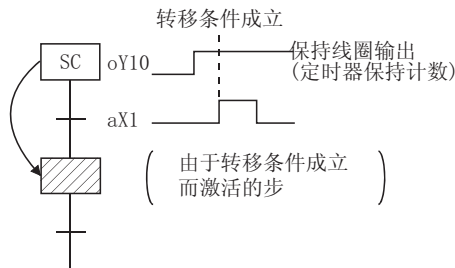 转移条件成立
SC
oY10
保持线圈输出
(定时器保持计数)
aX1
由于转移条件成立
而激活的步